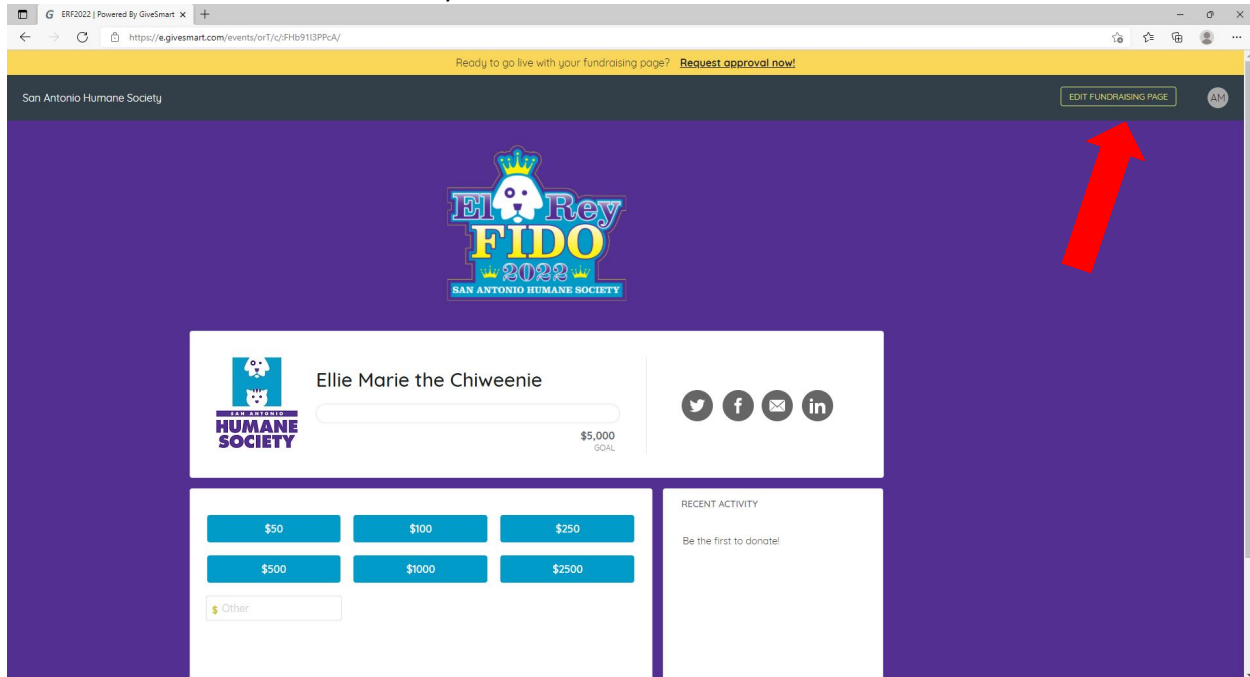 ERF2022 | Powered By GiveSmart
https://e.givesmart.com/events/orT/c/:FHb91I3PPcA/
Ready to go live with your fundraising page? Request approval now!
San Antonio Humane Society
EDIT FUNDRAISING PAGE
AM
El Rey
FIDO
2022
SAN ANTONIO HUMANE SOCIETY
SAN ANTONIO
HUMANE
SOCIETY
Ellie Marie the Chiweenie
$5,000
GOAL
$50 $100 $250
$500 $1000 $2500
$ Other
RECENT ACTIVITY
Be the first to donate!